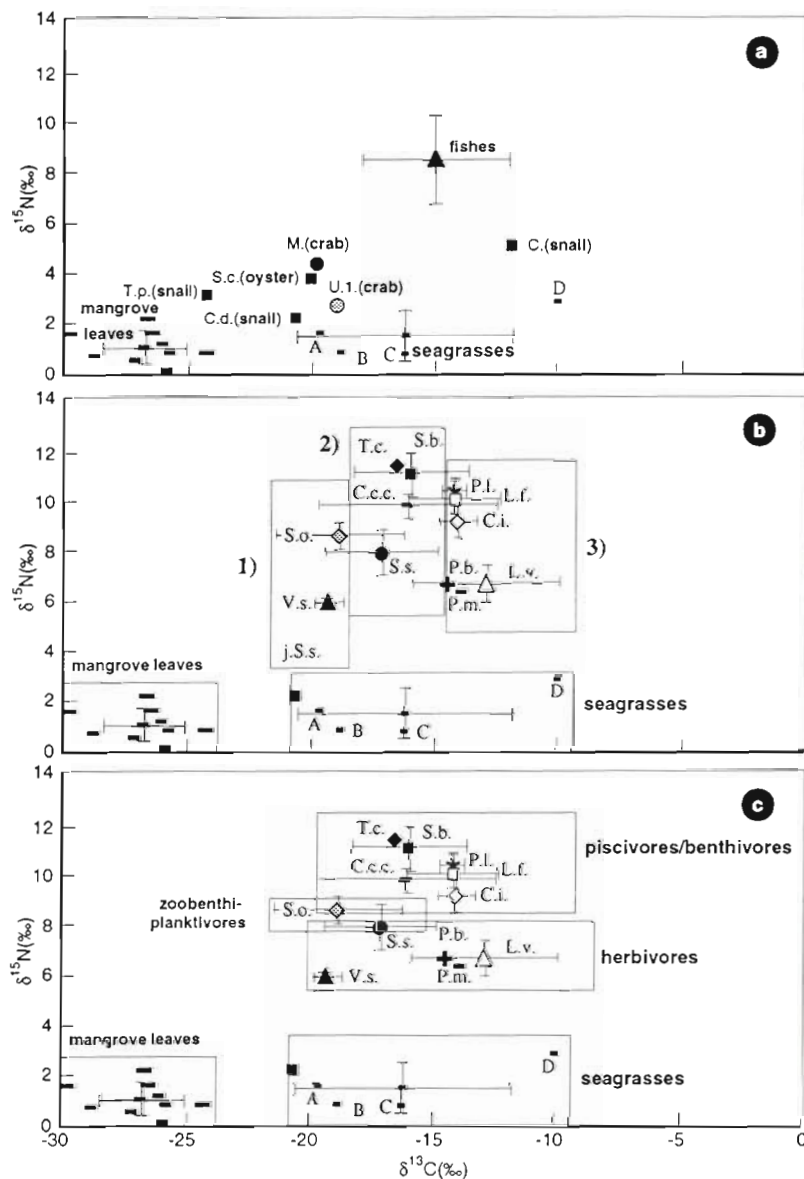 14
12
10
8
6
4
2
0
δ15N(‰)
a
fishes
M.(crab)
C.(snail)
S.c.(oyster)
T.p.(snail)
U.1.(crab)
D
mangrove
leaves
C.d.(snail)
A
B
C
seagrasses
14
12
10
8
6
4
2
0
δ15N(‰)
b
2)
T.c.
S.b.
C.c.c.
P.l.
L.f.
C.i.
S.o.
1)
3)
S.s.
P.b.
L.v.
V.s.
P.m.
j.S.s.
mangrove leaves
D
seagrasses
A
B
C
14
12
10
8
6
4
2
0
δ15N(‰)
c
T.c.
S.b.
piscivores/benthivores
C.c.c.
P.l.
L.f.
zoobenthi-
planktivores
S.o.
C.i.
S.s.
P.b.
L.v.
herbivores
V.s.
P.m.
mangrove leaves
D
seagrasses
A
B
C
-30
-25
-20
-15
-10
-5
0
δ13C(‰)